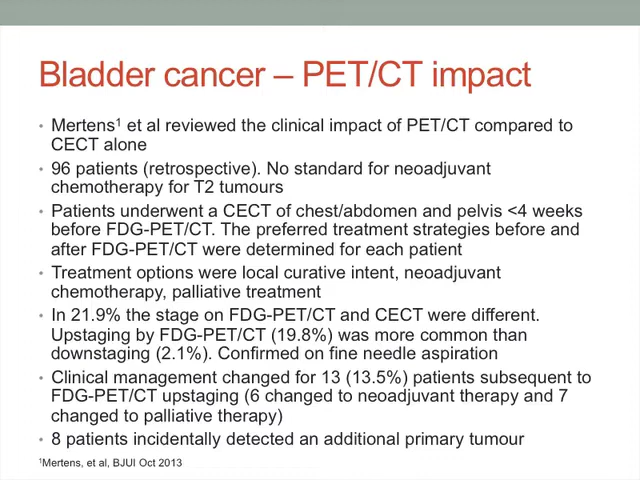 Bladder cancer – PET/CT impact
• Mertens¹ et al reviewed the clinical impact of PET/CT compared to
CECT alone
• 96 patients (retrospective). No standard for neoadjuvant
chemotherapy for T2 tumours
• Patients underwent a CECT of chest/abdomen and pelvis <4 weeks
before FDG-PET/CT. The preferred treatment strategies before and
after FDG-PET/CT were determined for each patient
• Treatment options were local curative intent, neoadjuvant
chemotherapy, palliative treatment
• In 21.9% the stage on FDG-PET/CT and CECT were different.
Upstaging by FDG-PET/CT (19.8%) was more common than
downstaging (2.1%). Confirmed on fine needle aspiration
• Clinical management changed for 13 (13.5%) patients subsequent to
FDG-PET/CT upstaging (6 changed to neoadjuvant therapy and 7
changed to palliative therapy)
• 8 patients incidentally detected an additional primary tumour
¹Mertens, et al, BJUI Oct 2013